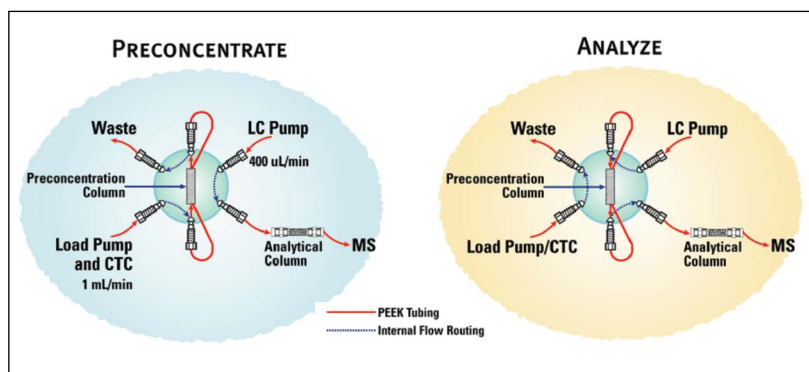 PRECONCENTRATE
Waste
LC Pump
400 uL/min
Preconcentration
Column
Load Pump
and CTC
1 mL/min
Analytical
Column
MS
ANALYZE
Waste
LC Pump
Preconcentration
Column
Load Pump/CTC
Analytical
Column
MS
PEEK Tubing
Internal Flow Routing